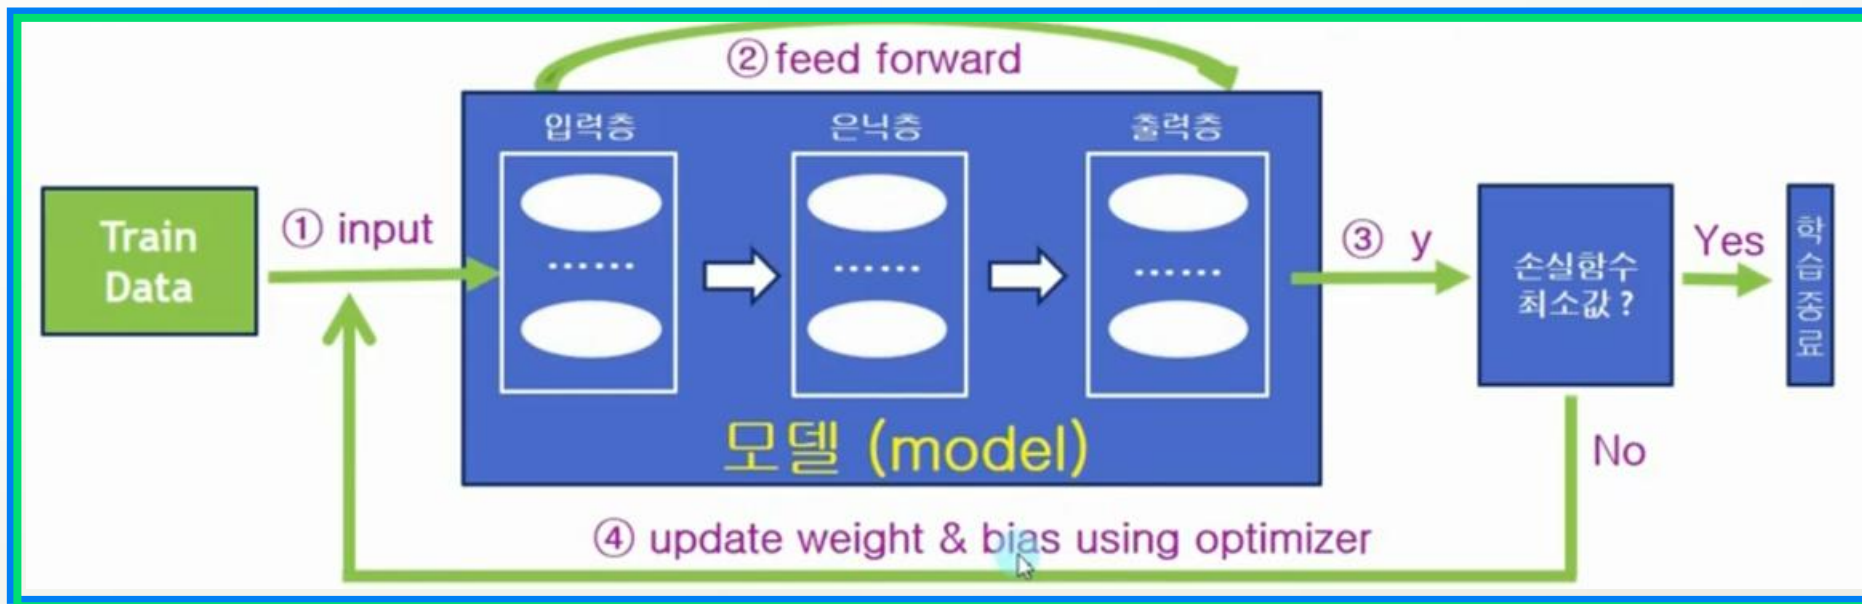 ② feed forward
입력층
은닉층
출력층
Train
Data
① input
......
......
......
③ y
손실함수
최소값 ?
Yes
학
습
종
료
모델 (model)
No
④ update weight & bias using optimizer